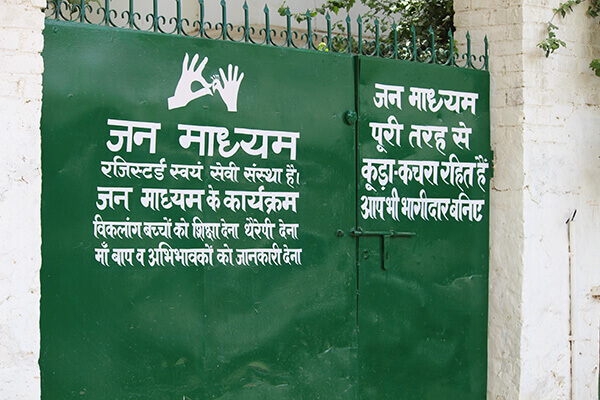 जन माध्यम
रजिस्टर्ड स्वयं सेवी संस्था है।
जन माध्यम के कार्यक्रम
विकलांग बच्चों को शिक्षा देना थैरेपी देना
माँ बाप व अभिभावकों को जानकारी देना
जन माध्यम
पूरी तरह से
कूड़ा-कचरा रहित हैं
आप भी भागीदार बनिए